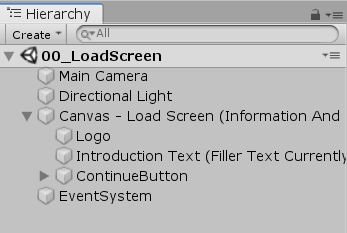 Hierarchy
Create All
00_LoadScreen
Main Camera
Directional Light
Canvas - Load Screen (Information And
Logo
Introduction Text (Filler Text Currently
ContinueButton
EventSystem